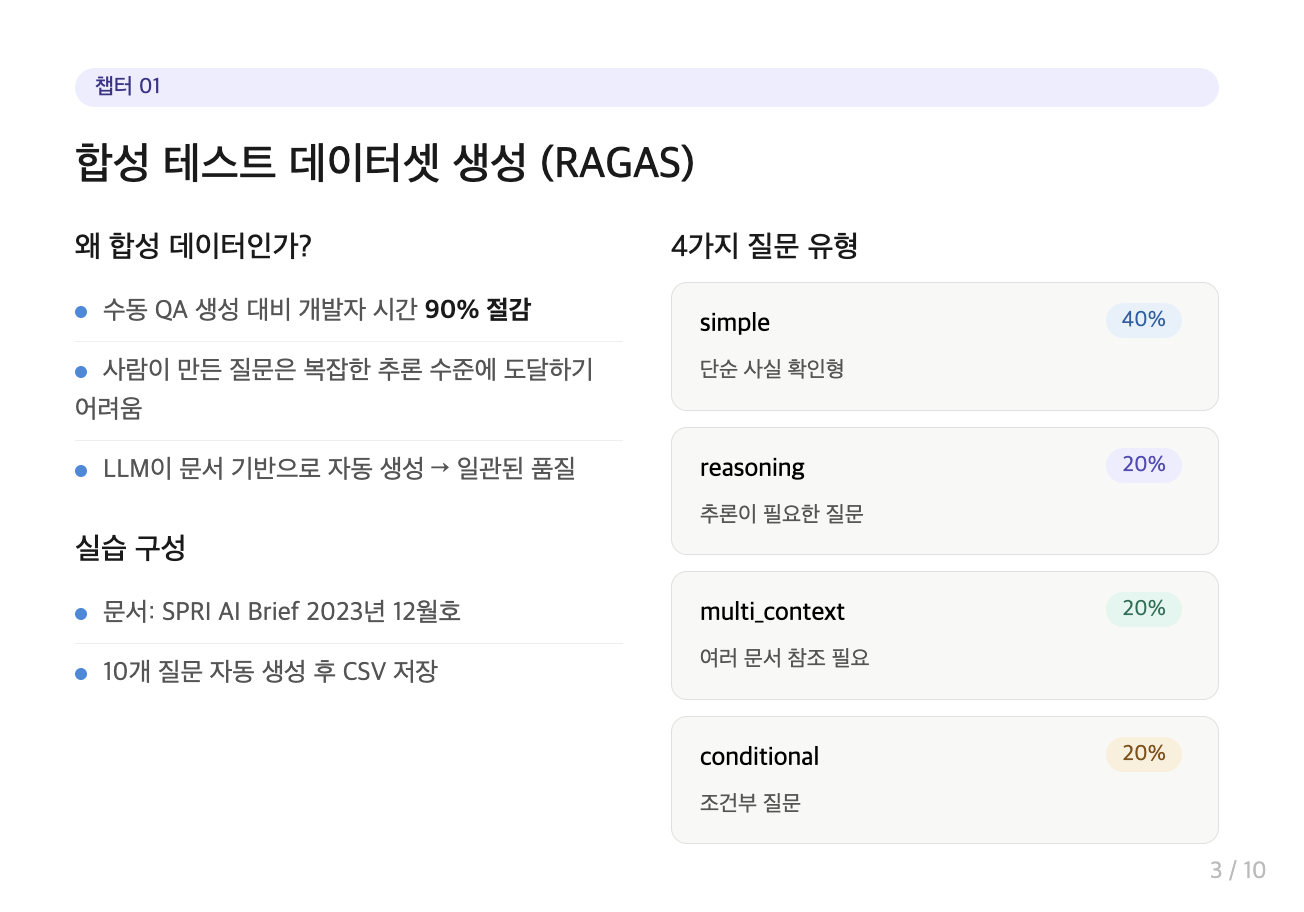 챕터 01
합성 테스트 데이터셋 생성 (RAGAS)
왜 합성 데이터인가?
수동 QA 생성 대비 개발자 시간 90% 절감
사람이 만든 질문은 복잡한 추론 수준에 도달하기
어려움
LLM이 문서 기반으로 자동 생성 → 일관된 품질
실습 구성
문서: SPRI AI Brief 2023년 12월호
10개 질문 자동 생성 후 CSV 저장
4가지 질문 유형
simple 40%
단순 사실 확인형
reasoning 20%
추론이 필요한 질문
multi_context 20%
여러 문서 참조 필요
conditional 20%
조건부 질문
3 / 10